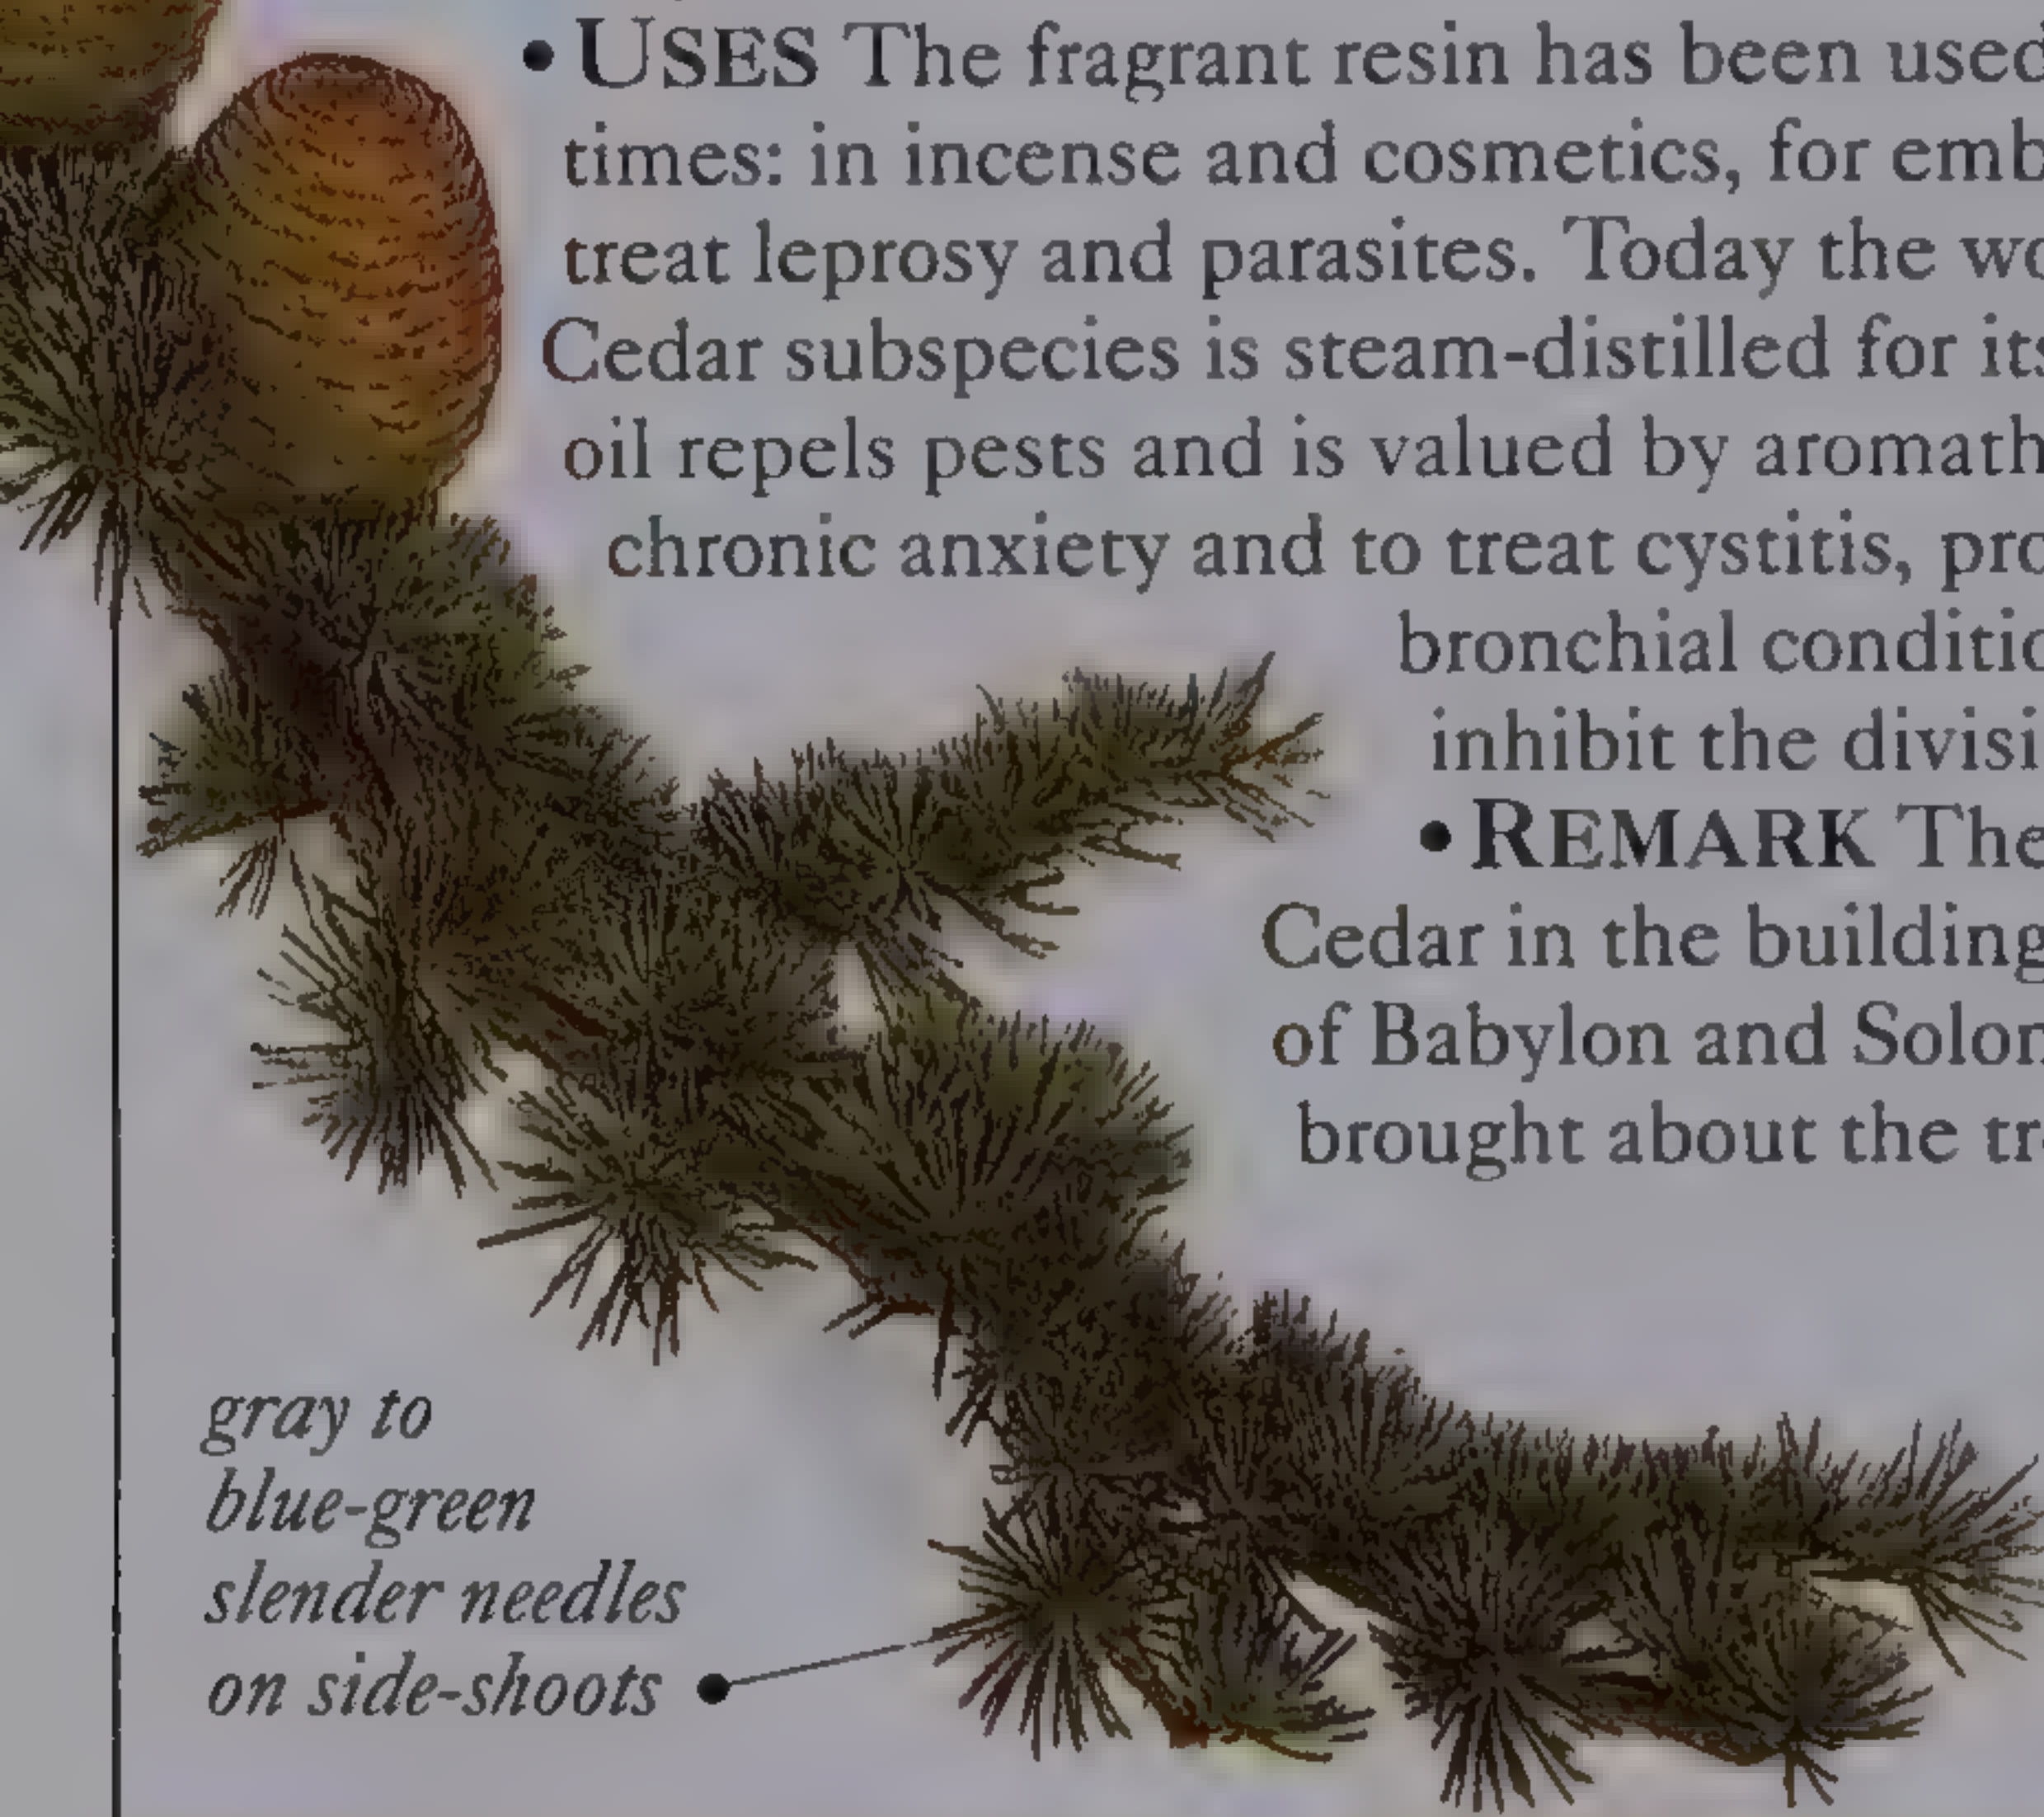 • USES The fragrant resin has been used
times: in incense and cosmetics, for emb
treat leprosy and parasites. Today the wo
Cedar subspecies is steam-distilled for its
oil repels pests and is valued by aromath
chronic anxiety and to treat cystitis, pro
bronchial conditio
inhibit the divisi
• REMARK The
Cedar in the building
of Babylon and Solom
brought about the tre
gray to
blue-green
slender needles
on side-shoots